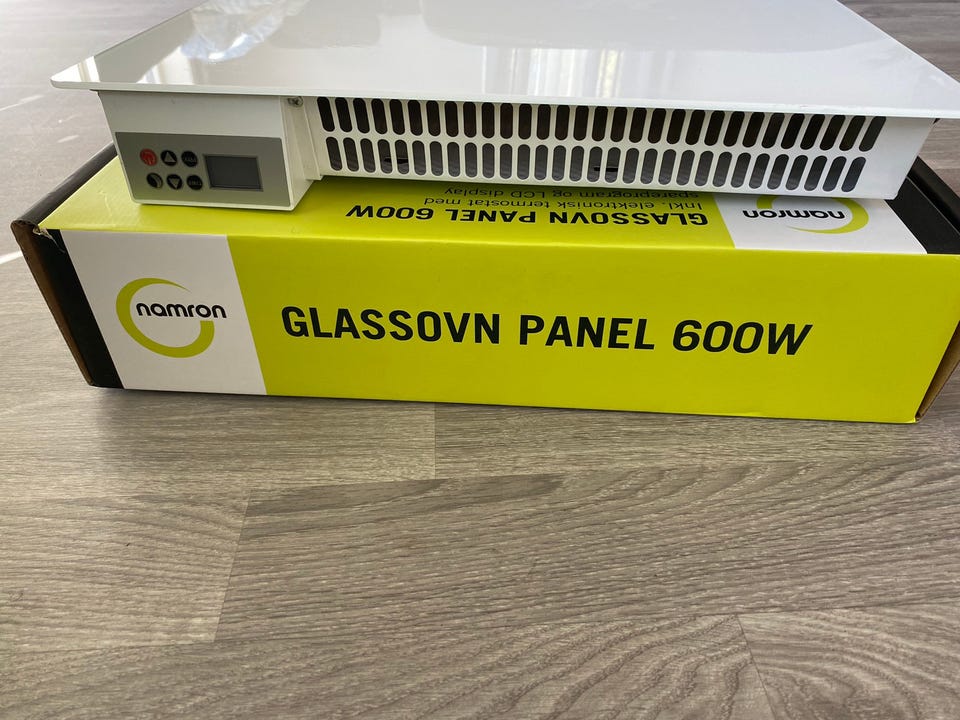 GLASSOVN PANEL 600W
Inkl. elektronisk termostat med
spareprogram og LCD display
namron
namron
GLASSOVN PANEL 600W